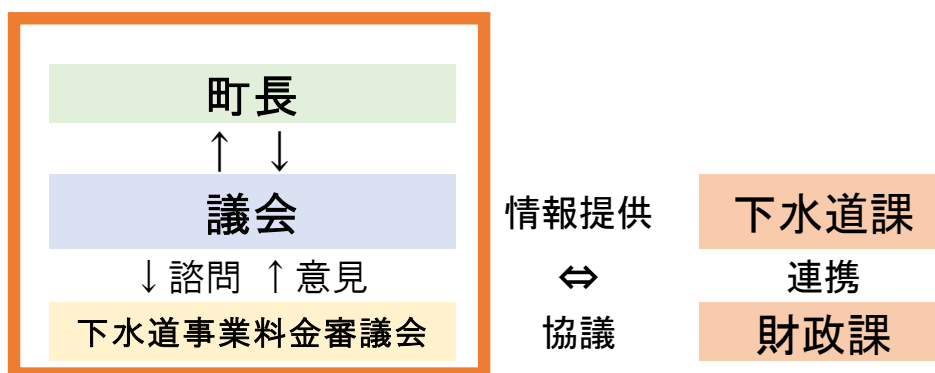 町長
↑ ↓
議会
↓諮問 ↑意見
下水道事業料金審議会
情報提供
⇔
協議
下水道課
連携
財政課